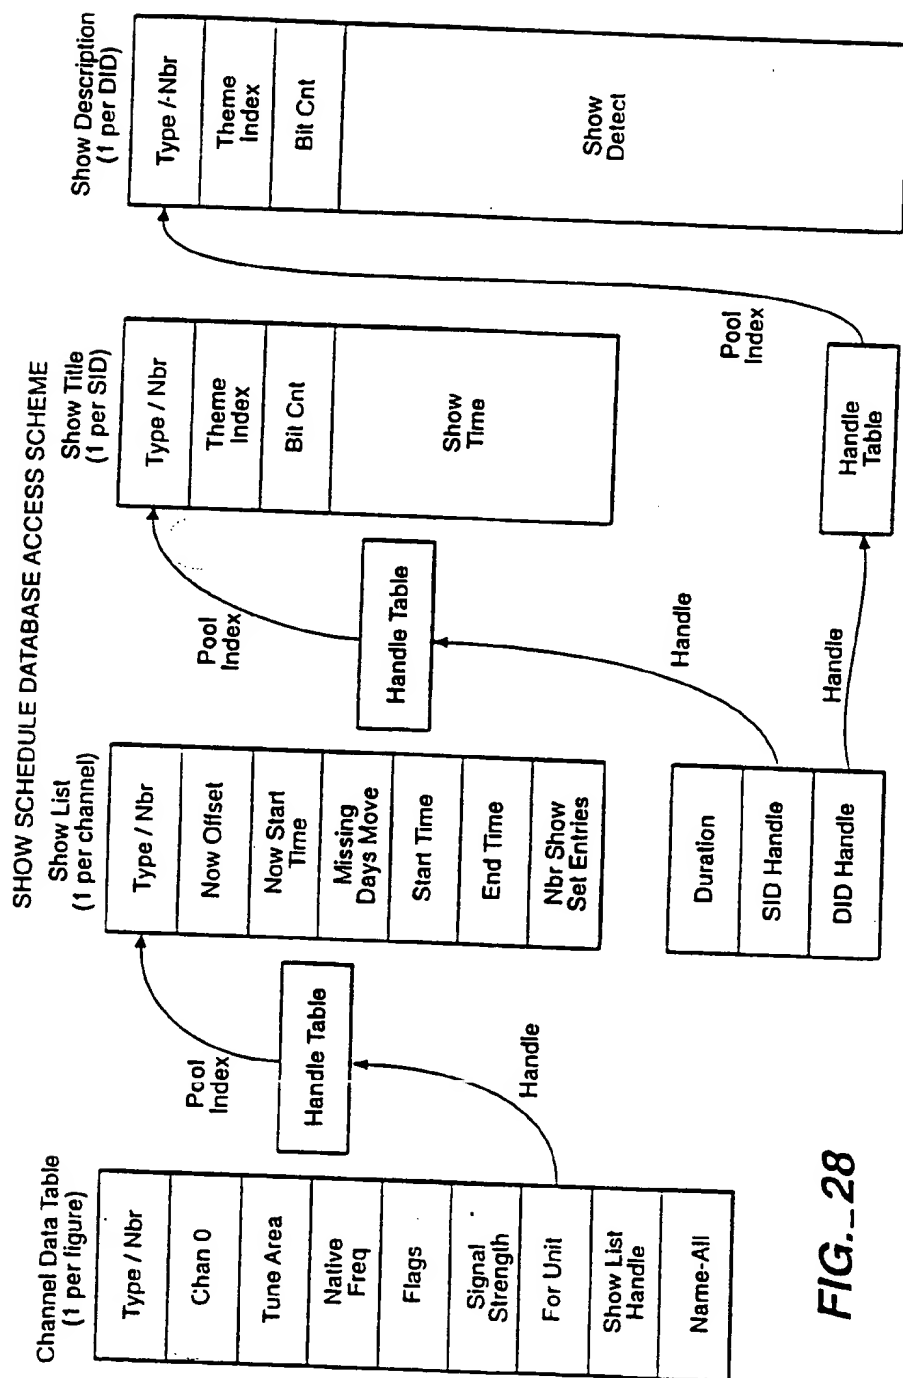 SHOW SCHEDULE DATABASE ACCESS SCHEME
Channel Data Table
(1 per figure)
Type / Nbr
Chan 0
Tune Area
Native
Freq
Flags
Signal
Strength
For Unit
Show List
Handle
Name-All
Handle
Handle Table
Pool
Index
Show List
(1 per channel)
Type / Nbr
Now Offset
Now Start
Time
Missing
Days Move
Start Time
End Time
Nbr Show
Set Entries
Duration
SID Handle
DID Handle
Handle
Handle Table
Pool
Index
Show Title
(1 per SID)
Type / Nbr
Theme
Index
Bit Cnt
Show
Time
Handle
Handle
Table
Pool
Index
Show Description
(1 per DID)
Type /-Nbr
Theme
Index
Bit Cnt
Show
Detect
FIG._28